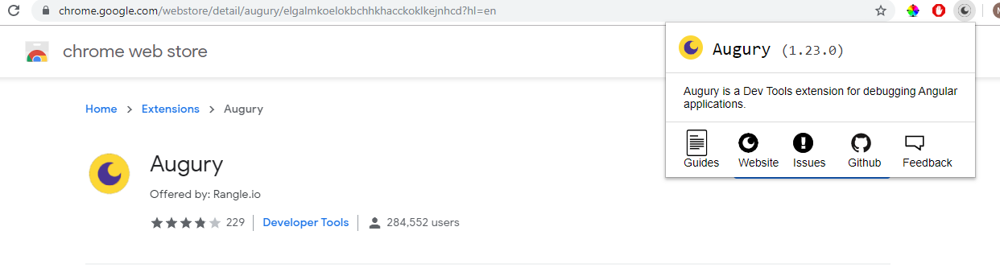 chrome.google.com/webstore/detail/augury/elgalmkoelokbchhkhacckoklkejnhcd?hl=en
chrome web store
Augury (1.23.0)
Augury is a Dev Tools extension for debugging Angular
applications.
Guides Website Issues Github Feedback
Home > Extensions > Augury
Augury
Offered by: Rangle.io
229 Developer Tools 284,552 users